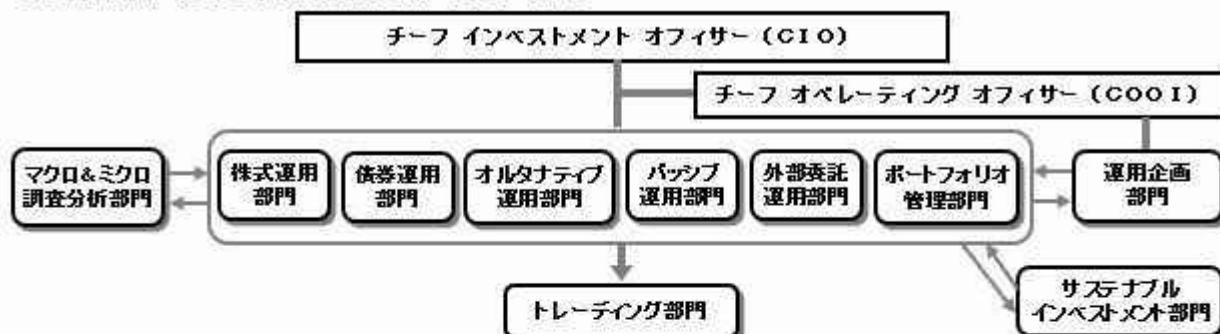 チーフ インベストメント オフィサー (CIO)
チーフ オペレーティング オフィサー (COO I)
マクロ&ミクロ
調査分析部門
株式運用
部門
債券運用
部門
オルタナティブ
運用部門
パッシブ
運用部門
外部委託
運用部門
ポートフォリオ
管理部門
運用企画
部門
トレーディング部門
サステナブル
インベストメント部門